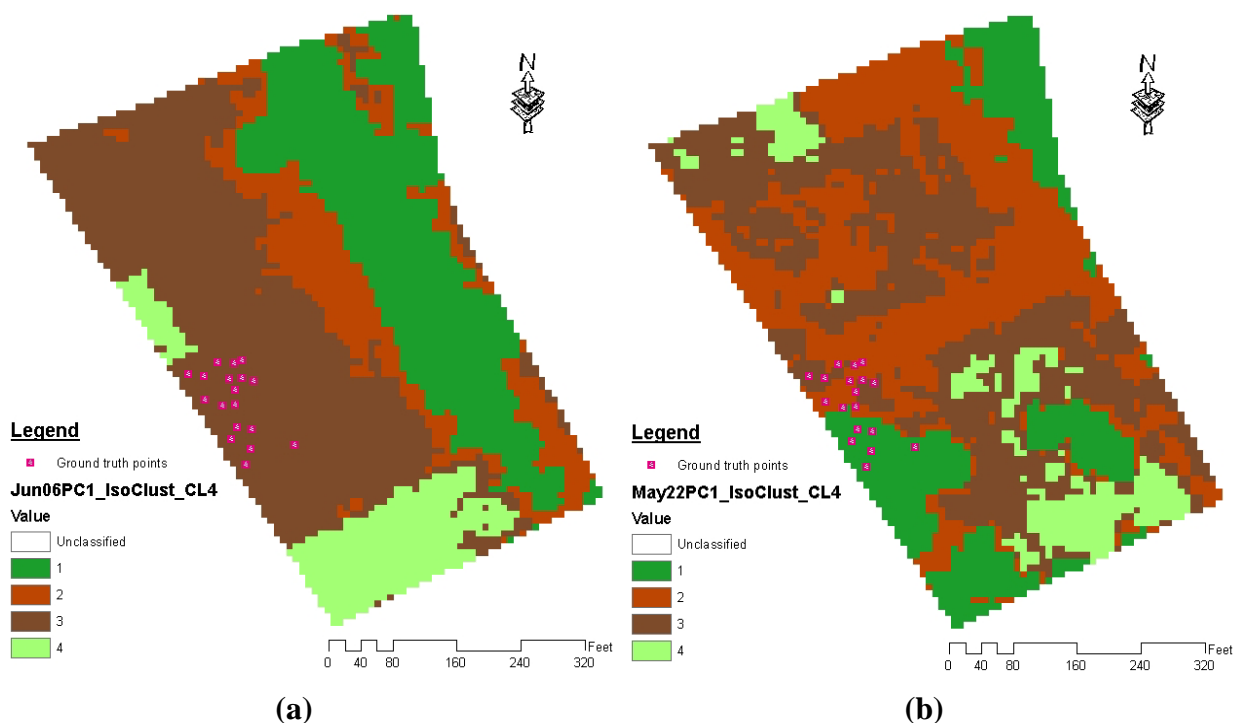 N
Legend
Ground truth points
Jun06PC1_IsoClust_CL4
Value
Unclassified
1
2
3
4
Feet
0 40 80 160 240 320
(a)
N
Legend
Ground truth points
May22PC1_IsoClust_CL4
Value
Unclassified
1
2
3
4
Feet
0 40 80 160 240 320
(b)